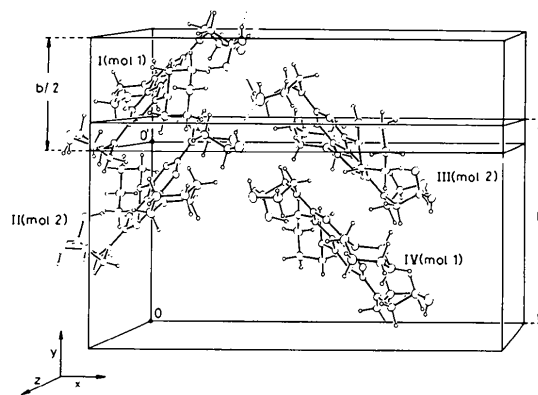 I(mol 1)
b/2
O'
III(mol 2)
II(mol 2)
IV(mol 1)
O
y
z
x